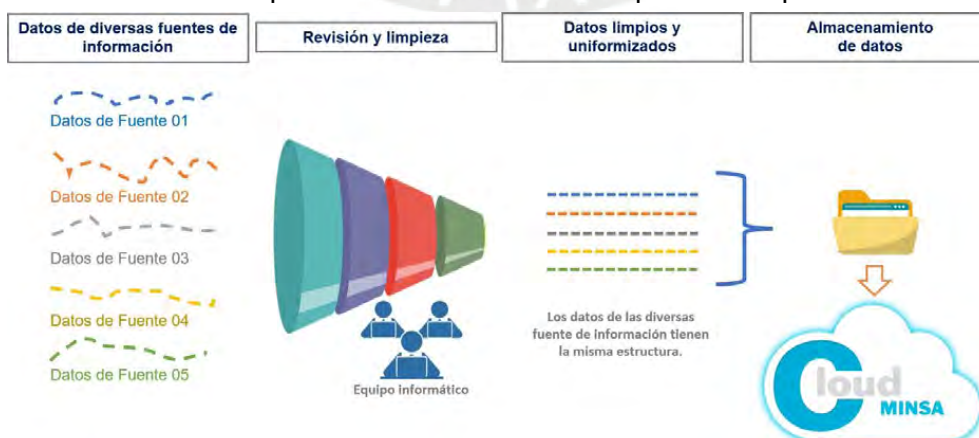 Datos de diversas fuentes de
información
Revisión y limpieza
Datos limpios y
uniformizados
Almacenamiento
de datos
Datos de Fuente 01
Datos de Fuente 02
Datos de Fuente 03
Datos de Fuente 04
Datos de Fuente 05
Equipo informático
Los datos de las diversas
fuente de información tienen
la misma estructura.
Cloud
MINSA